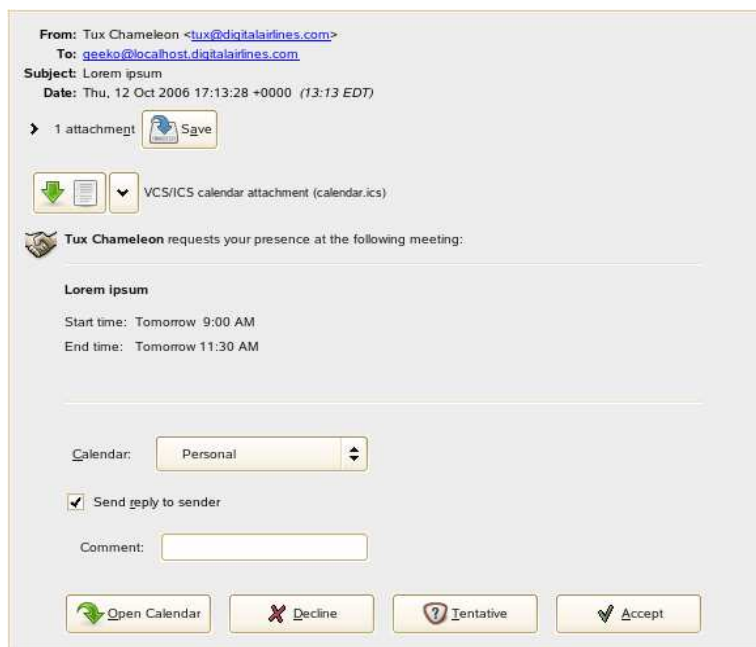 From: Tux Chameleon <tux@digitalairlines.com>
To: geeko@localhost.digitalairlines.com
Subject: Lorem ipsum
Date: Thu, 12 Oct 2006 17:13:28 +0000 (13:13 EDT)
1 attachment Save
VCS/ICS calendar attachment (calendar.ics)
Tux Chameleon requests your presence at the following meeting:
Lorem ipsum
Start time: Tomorrow 9:00 AM
End time: Tomorrow 11:30 AM
Calendar: Personal
Send reply to sender
Comment:
Open Calendar Decline Tentative Accept